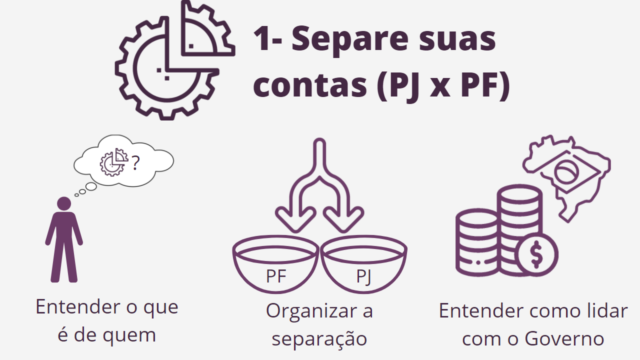 1- Separe suas
contas (PJ x PF)
?
PF
PJ
$
Entender o que
é de quem
Organizar a
separação
Entender como lidar
com o Governo